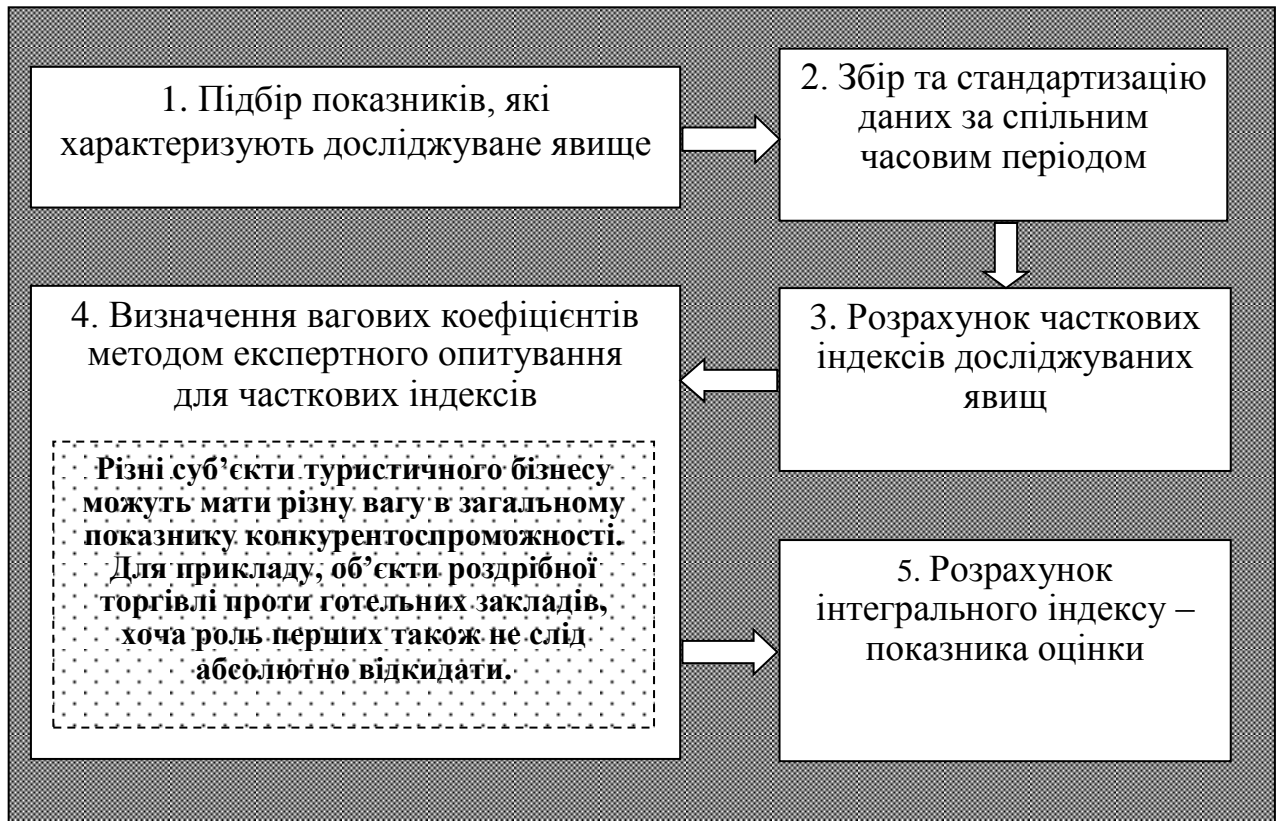 1. Підбір показників, які
характеризують досліджуване явище
2. Збір та стандартизацію
даних за спільним
часовим періодом
3. Розрахунок часткових
індексів досліджуваних
явищ
4. Визначення вагових коефіцієнтів
методом експертного опитування
для часткових індексів
Різні суб’єкти туристичного бізнесу
можуть мати різну вагу в загальному
показнику конкурентоспроможності.
Для прикладу, об’єкти роздрібної
торгівлі проти готельних закладів,
хоча роль перших також не слід
абсолютно відкидати.
5. Розрахунок
інтегрального індексу –
показника оцінки